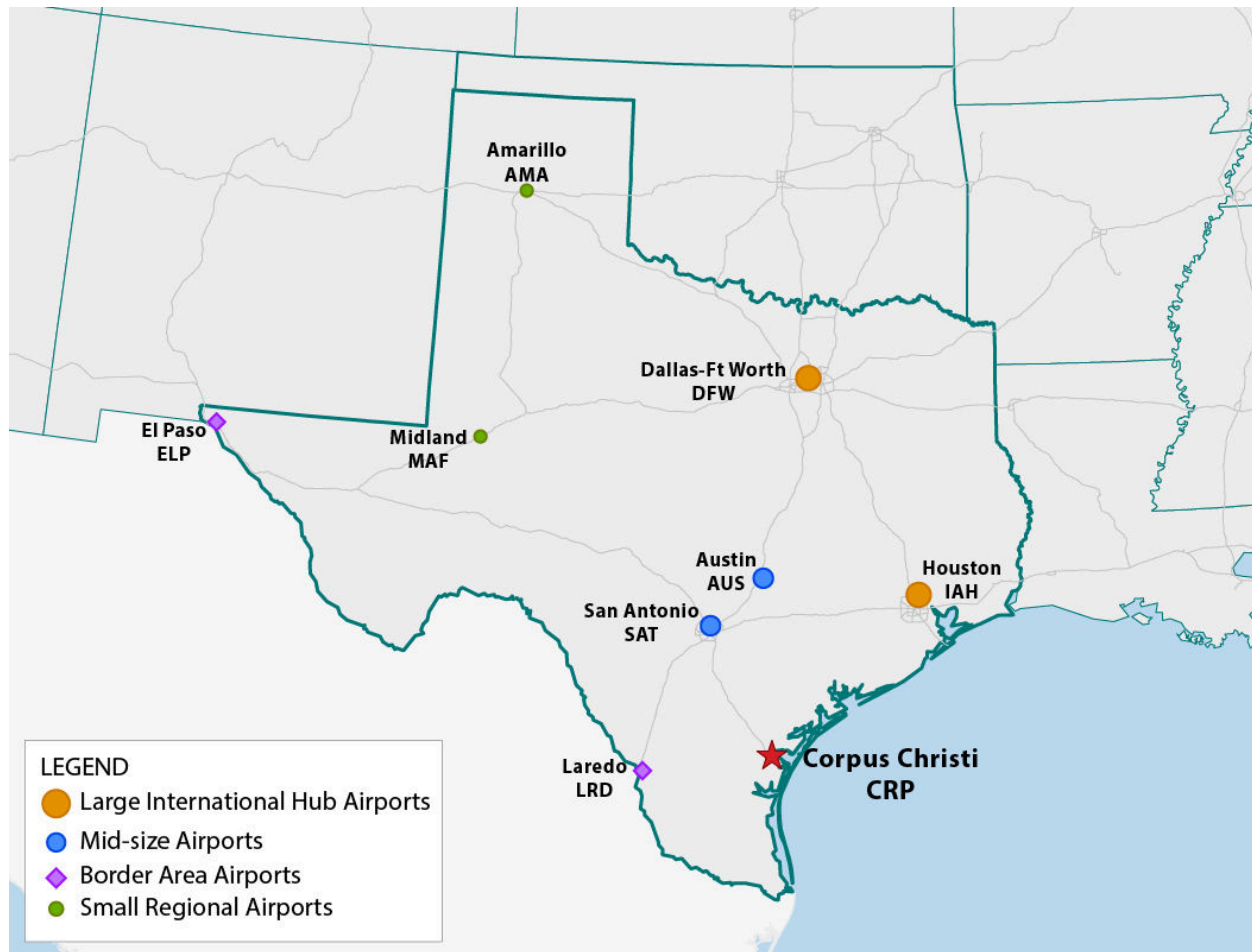 Amarillo
AMA
Dallas-Ft Worth
DFW
El Paso
ELP
Midland
MAF
Austin
AUS
Houston
IAH
San Antonio
SAT
Laredo
LRD
Corpus Christi
CRP
LEGEND
Large International Hub Airports
Mid-size Airports
Border Area Airports
Small Regional Airports